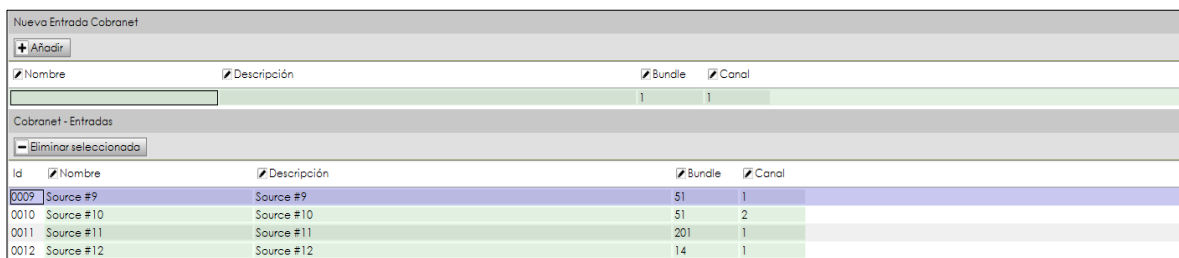 Nueva Entrada Cobranet
Añadir
Nombre Descripción Bundle Canal
1 1
Cobranet - Entradas
Eliminar seleccionada
Id Nombre Descripción Bundle Canal
0009 Source #9 Source #9 51 1
0010 Source #10 Source #10 51 2
0011 Source #11 Source #11 201 1
0012 Source #12 Source #12 14 1